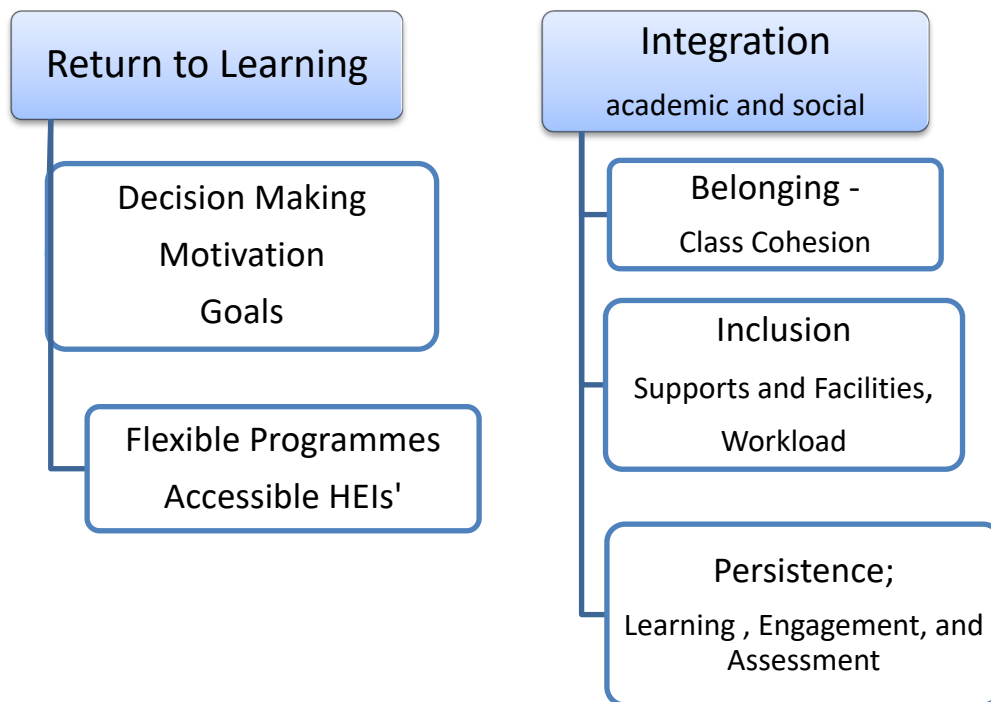 Return to Learning
Decision Making
Motivation
Goals
Flexible Programmes
Accessible HEIs'
Integration
academic and social
Belonging -
Class Cohesion
Inclusion
Supports and Facilities,
Workload
Persistence;
Learning , Engagement, and
Assessment